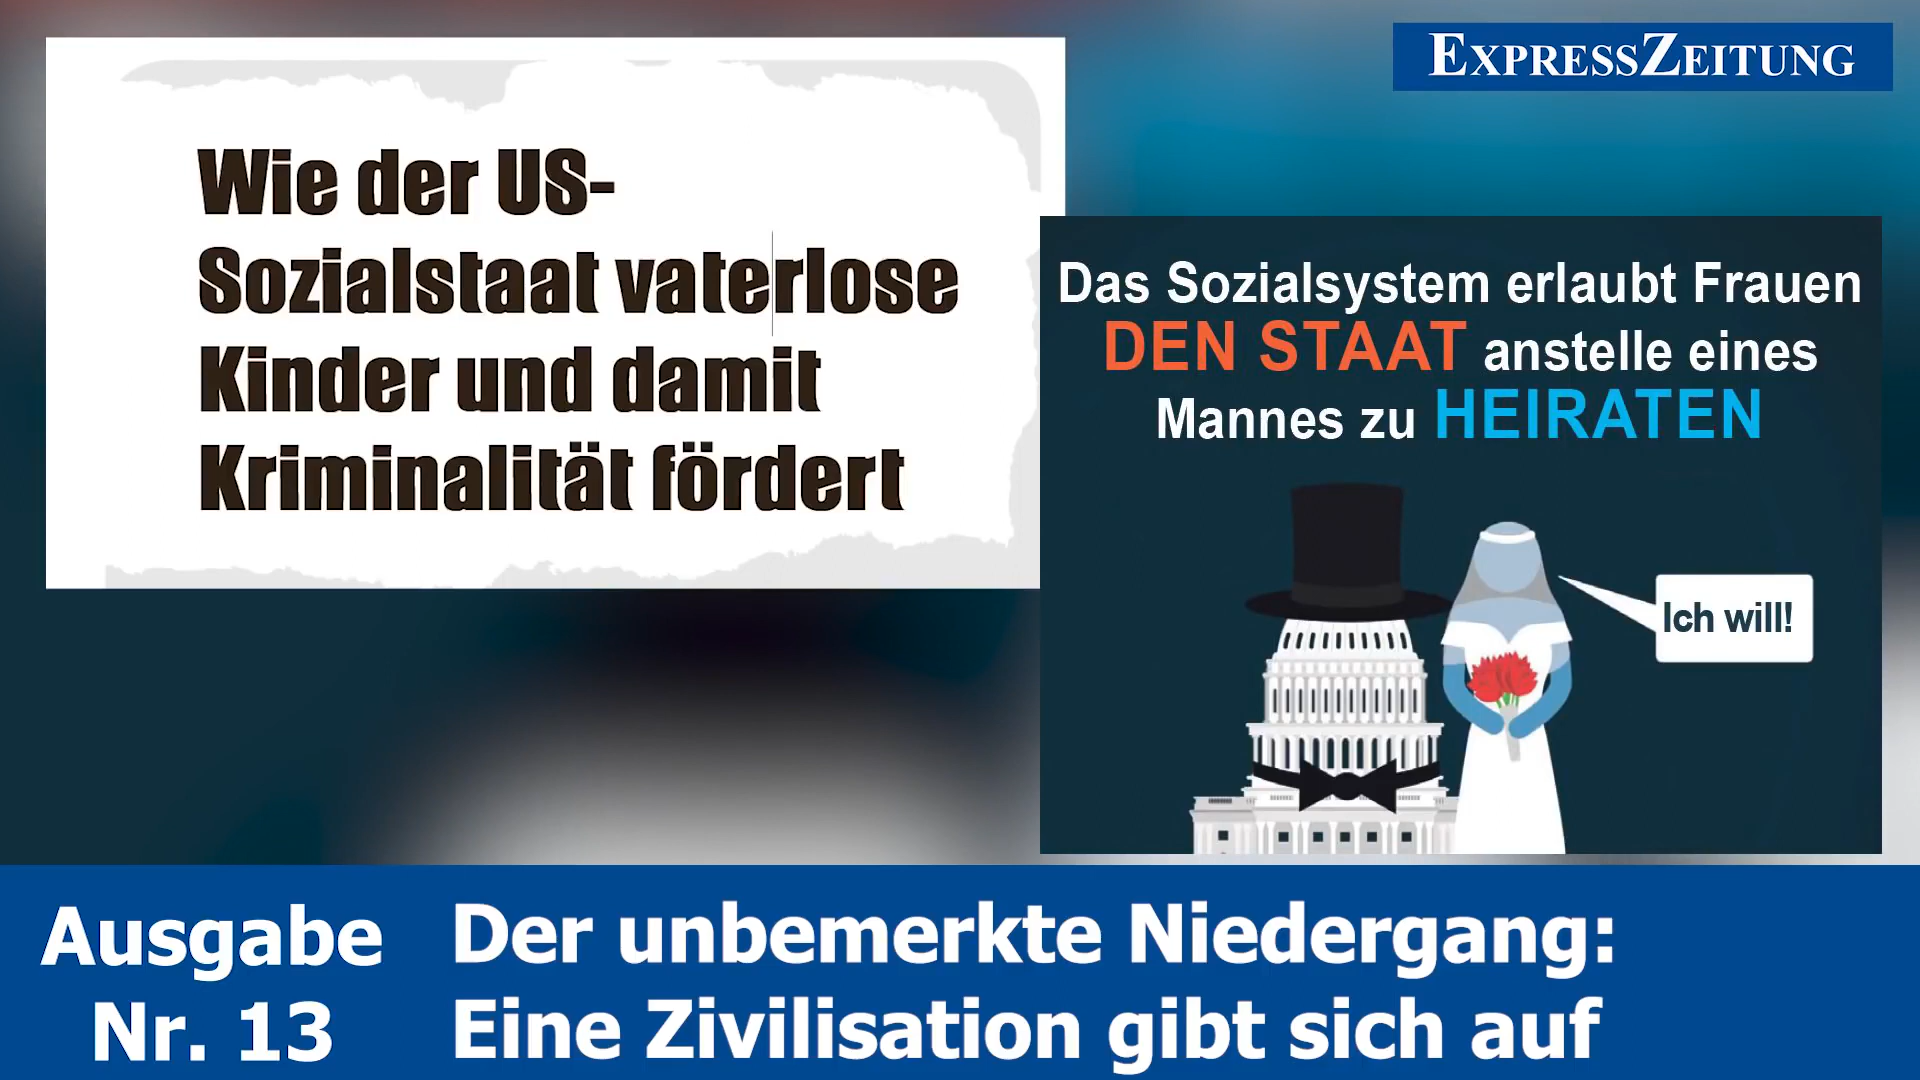 EXPRESSZEITUNG
Wie der US-
Sozialstaat vaterlose
Kinder und damit
Kriminalität fördert
Das Sozialsystem erlaubt Frauen
DEN STAAT anstelle eines
Mannes zu HEIRATEN
Ich will!
Ausgabe
Nr. 13
Der unbemerkte Niedergang:
Eine Zivilisation gibt sich auf